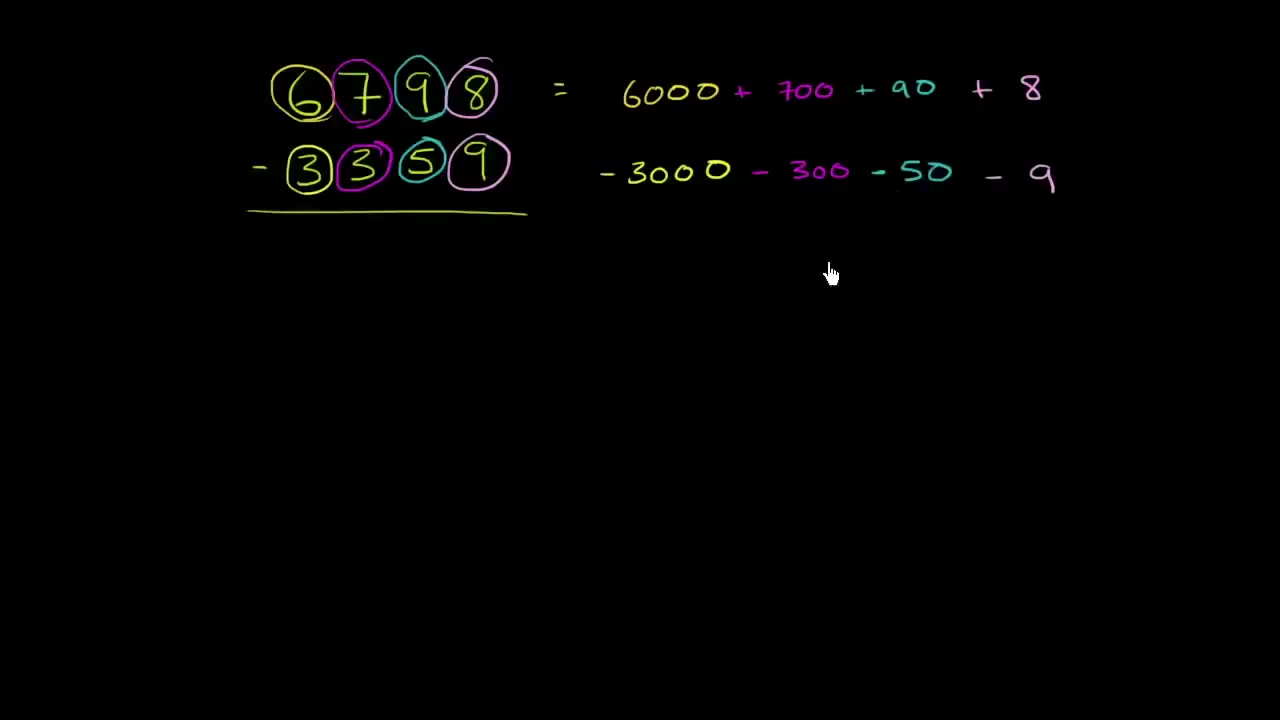 6798 = 6000 + 700 + 90 + 8
- 3359 - 3000 - 300 - 50 - 9